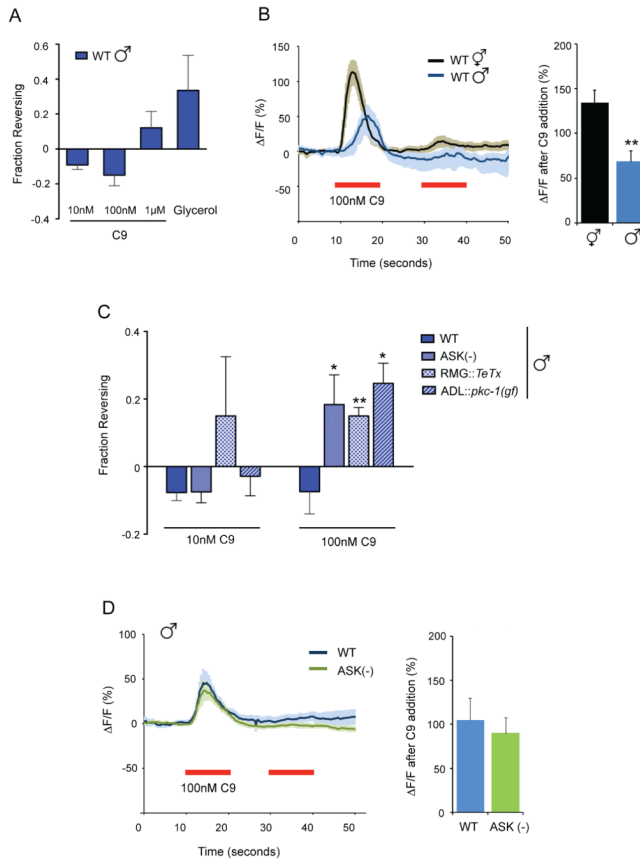 A
Fraction Reversing
0.6
0.4
0.2
0
-0.2
0.4
WT ♂
10nM 100nM 1μM Glycerol
C9
B
ΔF/F (%)
150
100
50
0
-50
WT ⚥
WT ♂
100nM C9
0 10 20 30 40 50
Time (seconds)
ΔF/F after C9 addition (%)
200
150
100
50
0
**
⚥ ♂
C
Fraction Reversing
0.4
0.2
0
-0.2
WT
ASK(-)
RMG::TeTx
ADL::pkc-1(gf)
♂
* ** *
10nM C9 100nM C9
D
♂
ΔF/F (%)
100
50
0
-50
WT
ASK(-)
100nM C9
0 10 20 30 40 50
Time (seconds)
ΔF/F after C9 addition (%)
200
150
100
50
0
WT ASK (-)